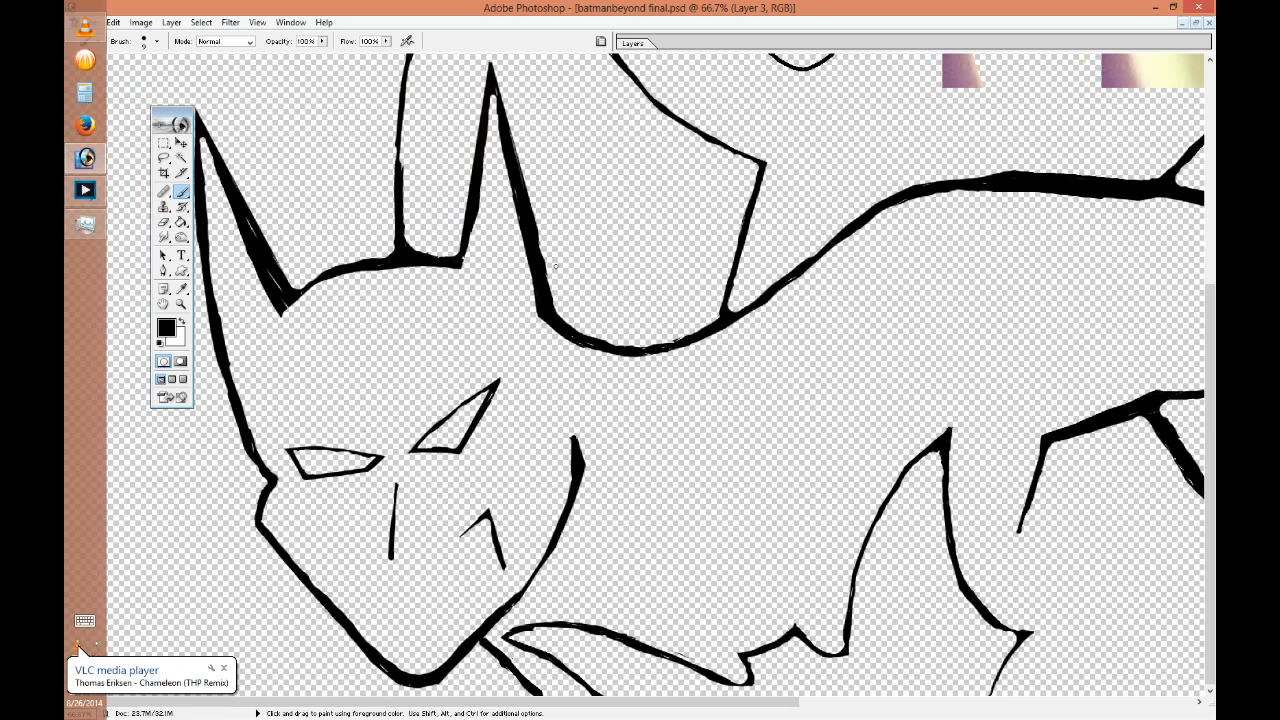 Adobe Photoshop - [batmanbeyond final.psd @ 66.7% (Layer 3, RGB)]
Edit Image Layer Select Filter View Window Help
Brush: 9 Mode: Normal Opacity: 100% Flow: 100% Layers
T
VLC media player
Thomas Eriksen - Chameleon (THP Remix)
8/26/2014
66.67% Doc: 23.7M/32.1M Click and drag to paint using foreground color. Use Shift, Alt, and Ctrl for additional options.